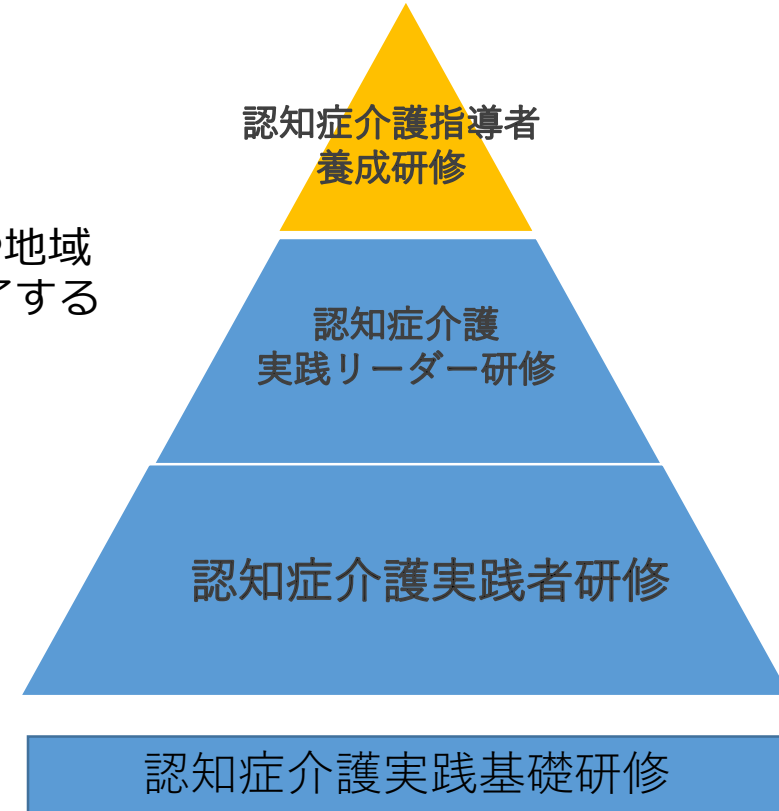 認知症介護指導者
養成研修
地域
了する
認知症介護
実践リーダー研修
認知症介護実践者研修
認知症介護実践基礎研修